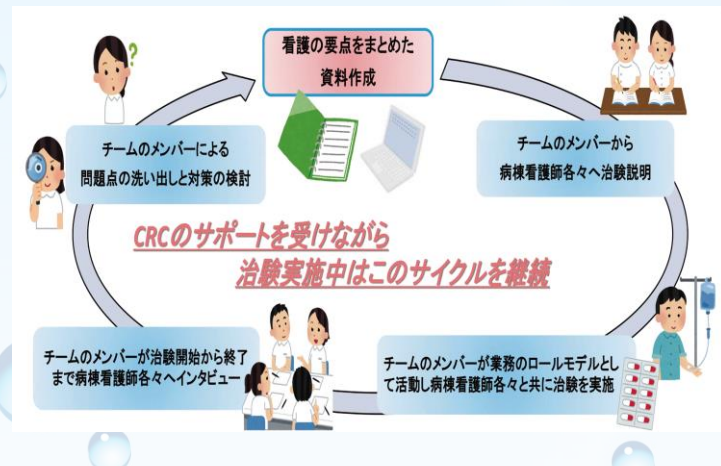 看護の要点をまとめた
資料作成
チームのメンバーから
病棟看護師各々へ治験説明
チームのメンバーが業務のロールモデルとし
て活動し病棟看護師各々と共に治験を実施
チームのメンバーが治験開始から終了
まで病棟看護師各々へインタビュー
チームのメンバーによる
問題点の洗い出しと対策の検討
CRCのサポートを受けながら
治験実施中はこのサイクルを継続